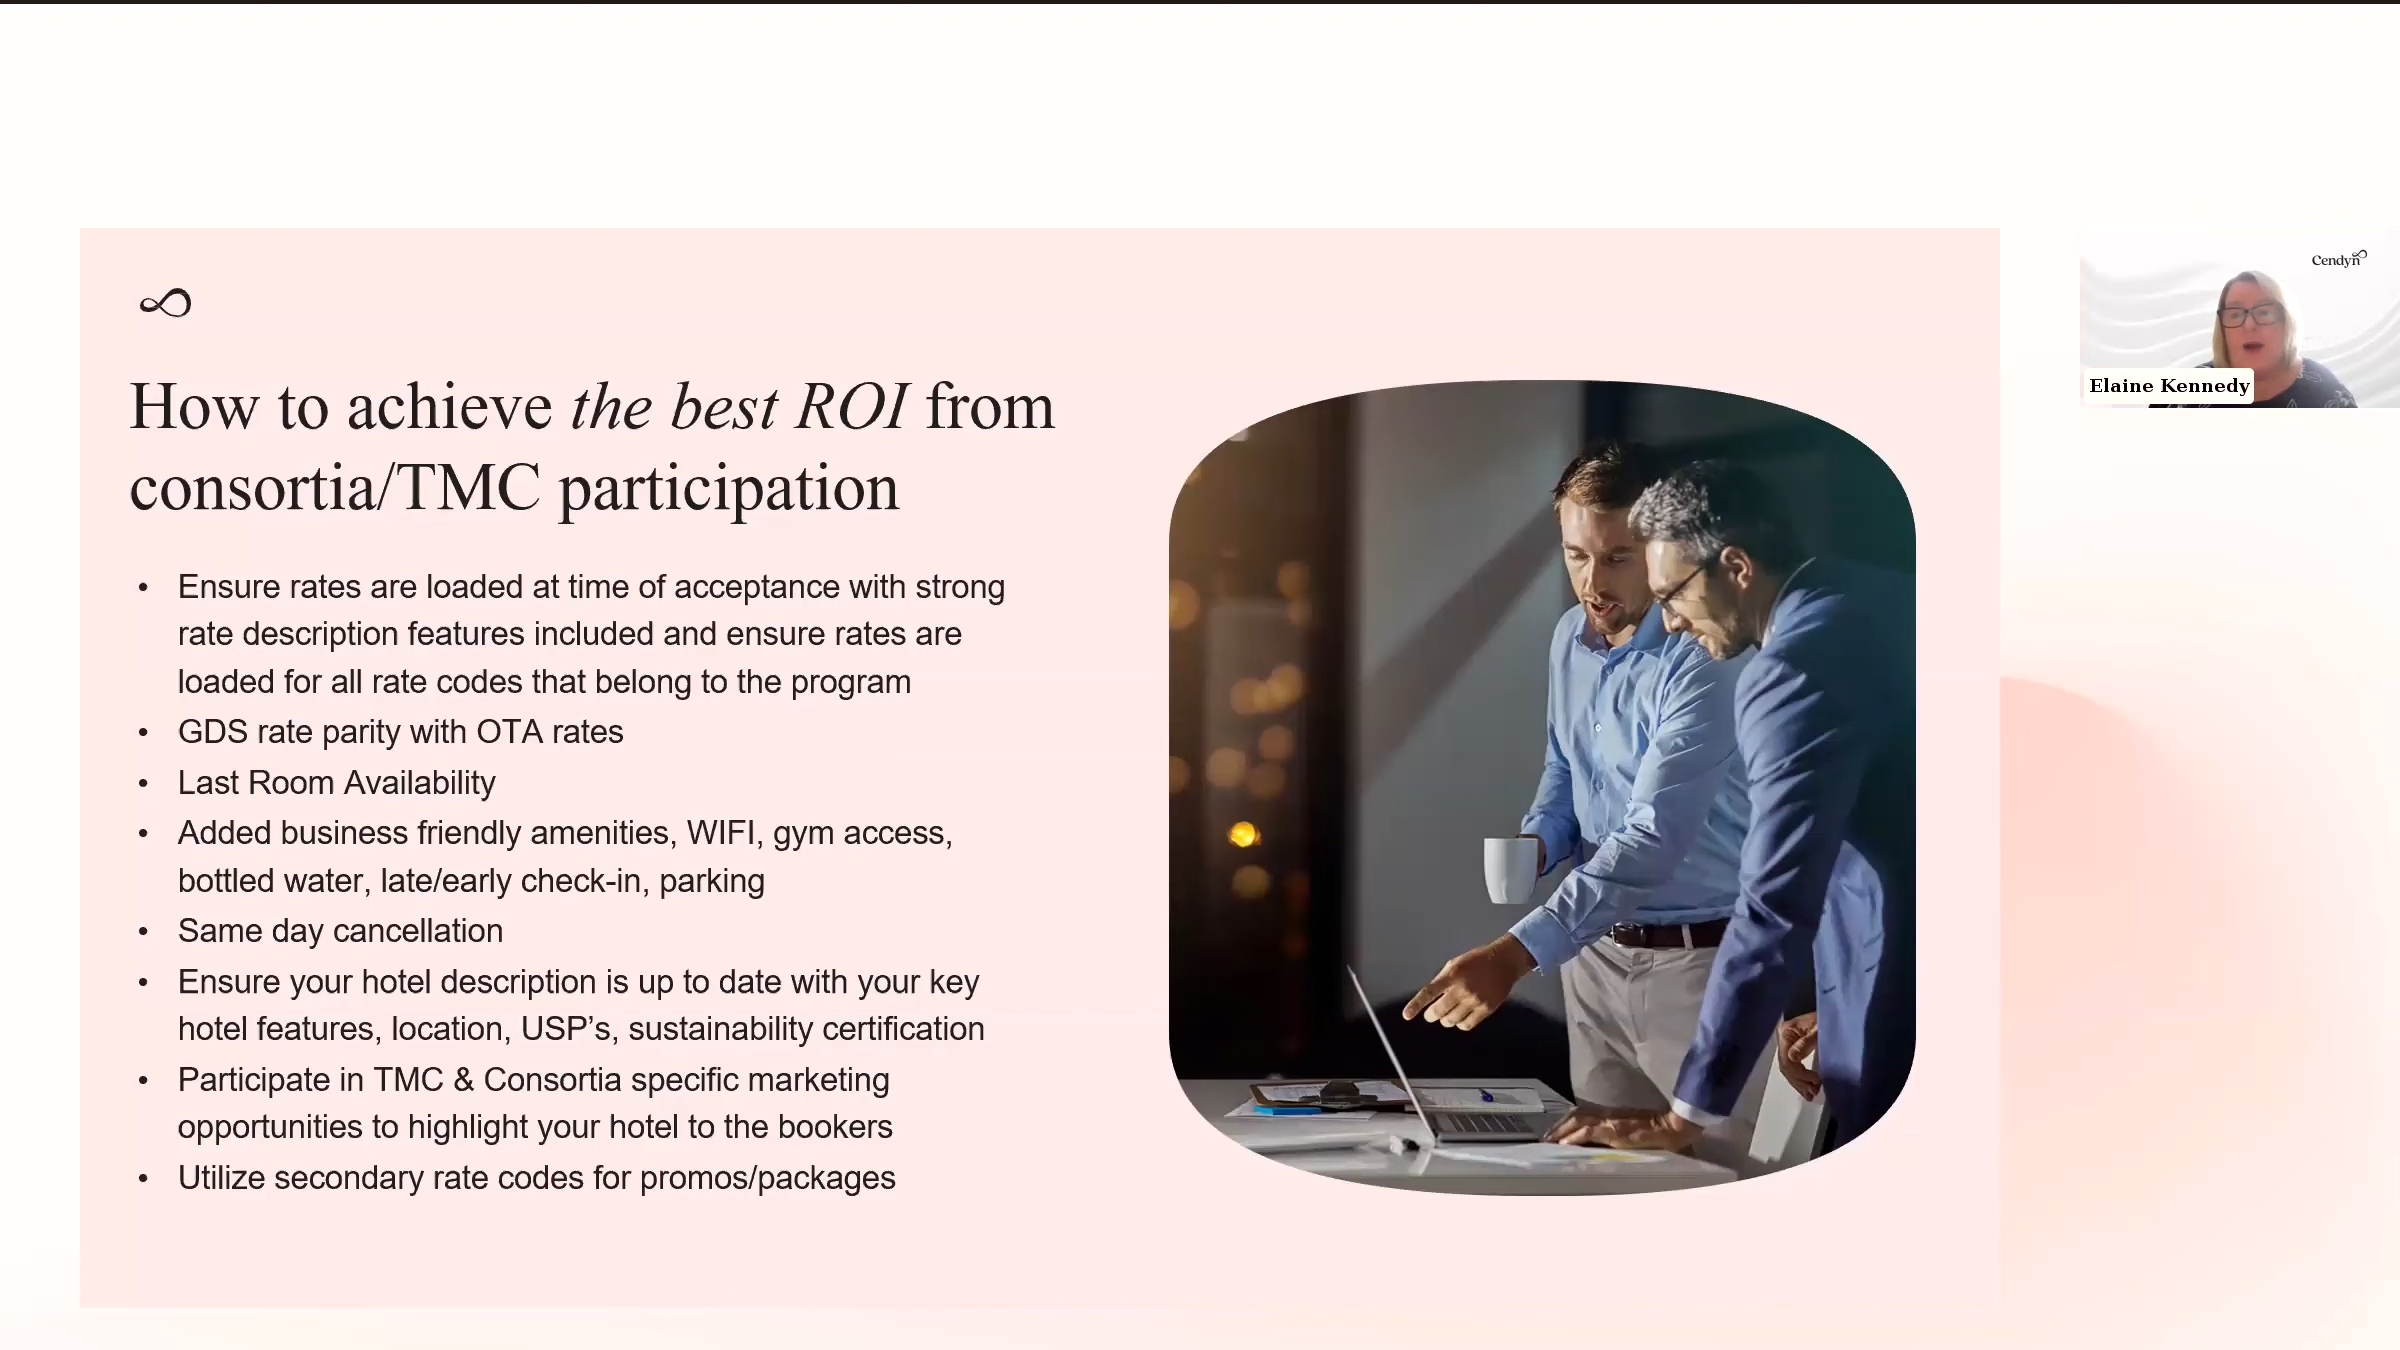 How to achieve the best ROI from
consortia/TMC participation
• Ensure rates are loaded at time of acceptance with strong
rate description features included and ensure rates are
loaded for all rate codes that belong to the program
• GDS rate parity with OTA rates
• Last Room Availability
• Added business friendly amenities, WIFI, gym access,
bottled water, late/early check-in, parking
• Same day cancellation
• Ensure your hotel description is up to date with your key
hotel features, location, USP’s, sustainability certification
• Participate in TMC & Consortia specific marketing
opportunities to highlight your hotel to the bookers
• Utilize secondary rate codes for promos/packages
Cendyn
Elaine Kennedy